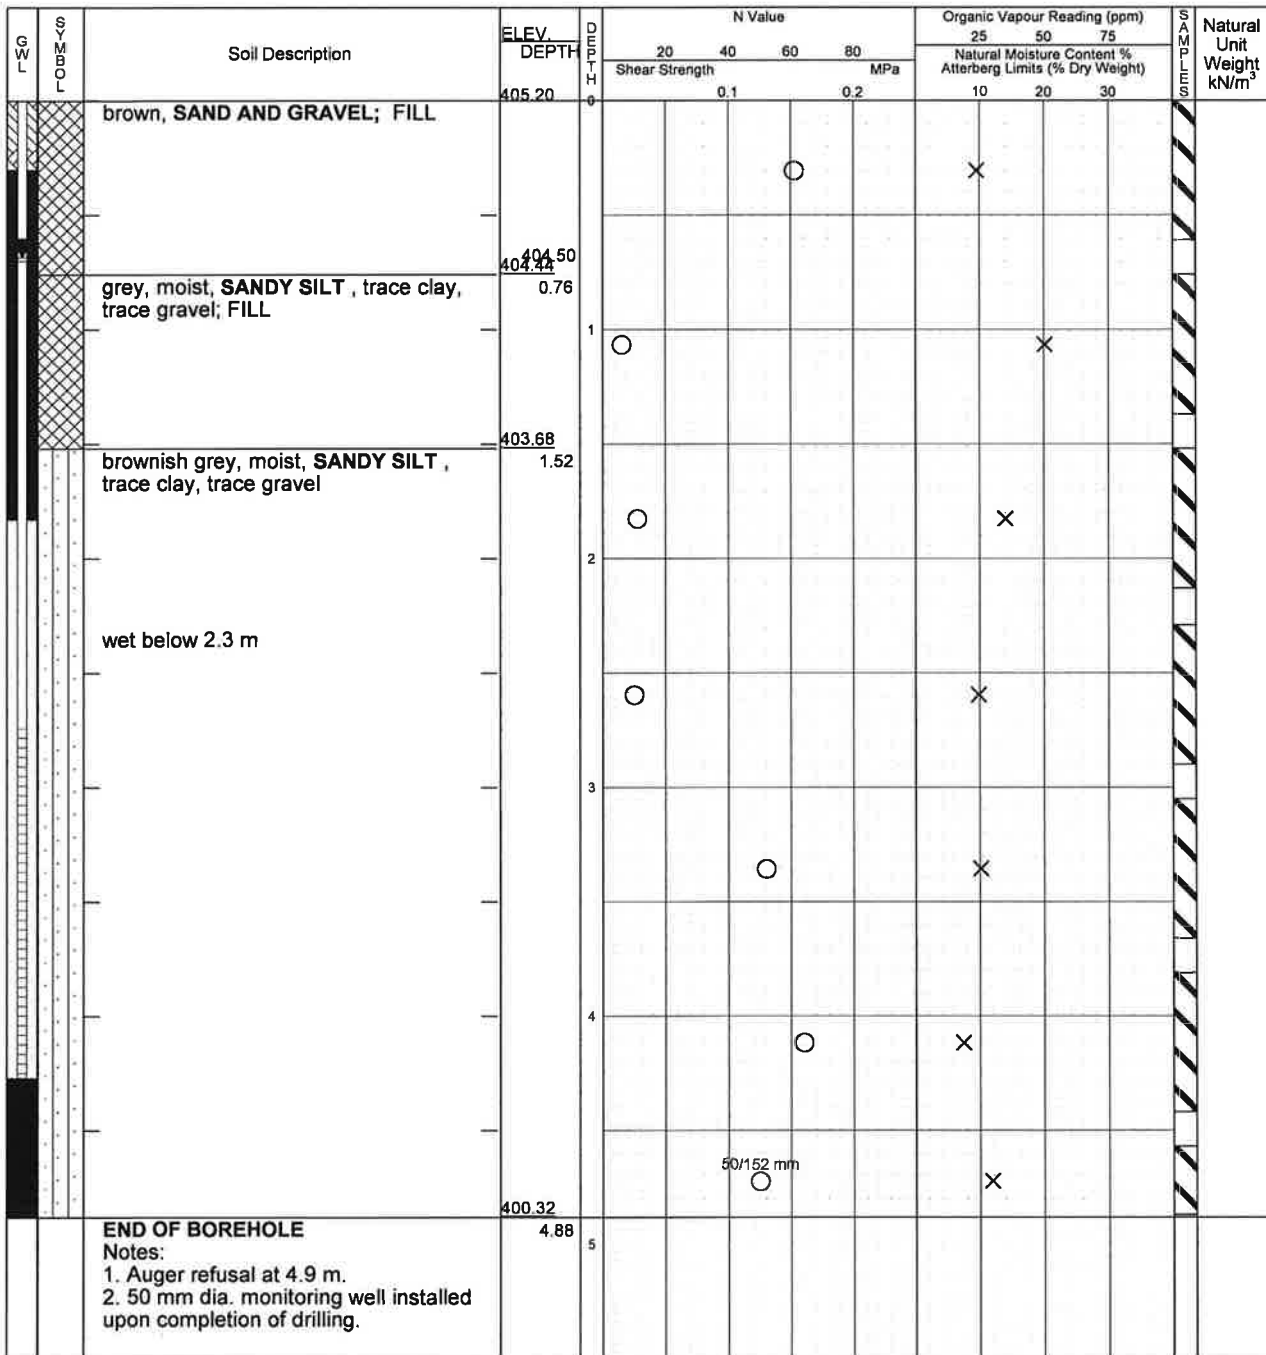 GWL
SYMBOL
Soil Description
ELEV.
DEPTH
DEPTH
N Value
20 40 60 80
Shear Strength MPa
0.1 0.2
Organic Vapour Reading (ppm)
25 50 75
Natural Moisture Content %
Atterberg Limits (% Dry Weight)
10 20 30
SAMPLES
Natural
Unit
Weight
kN/m³
405.20
0
brown, SAND AND GRAVEL; FILL
404.50
404.44
grey, moist, SANDY SILT , trace clay,
trace gravel; FILL
0.76
1
403.68
brownish grey, moist, SANDY SILT ,
trace clay, trace gravel
1.52
2
wet below 2.3 m
3
4
50/152 mm
400.32
END OF BOREHOLE
4.88
5
Notes:
1. Auger refusal at 4.9 m.
2. 50 mm dia. monitoring well installed
upon completion of drilling.